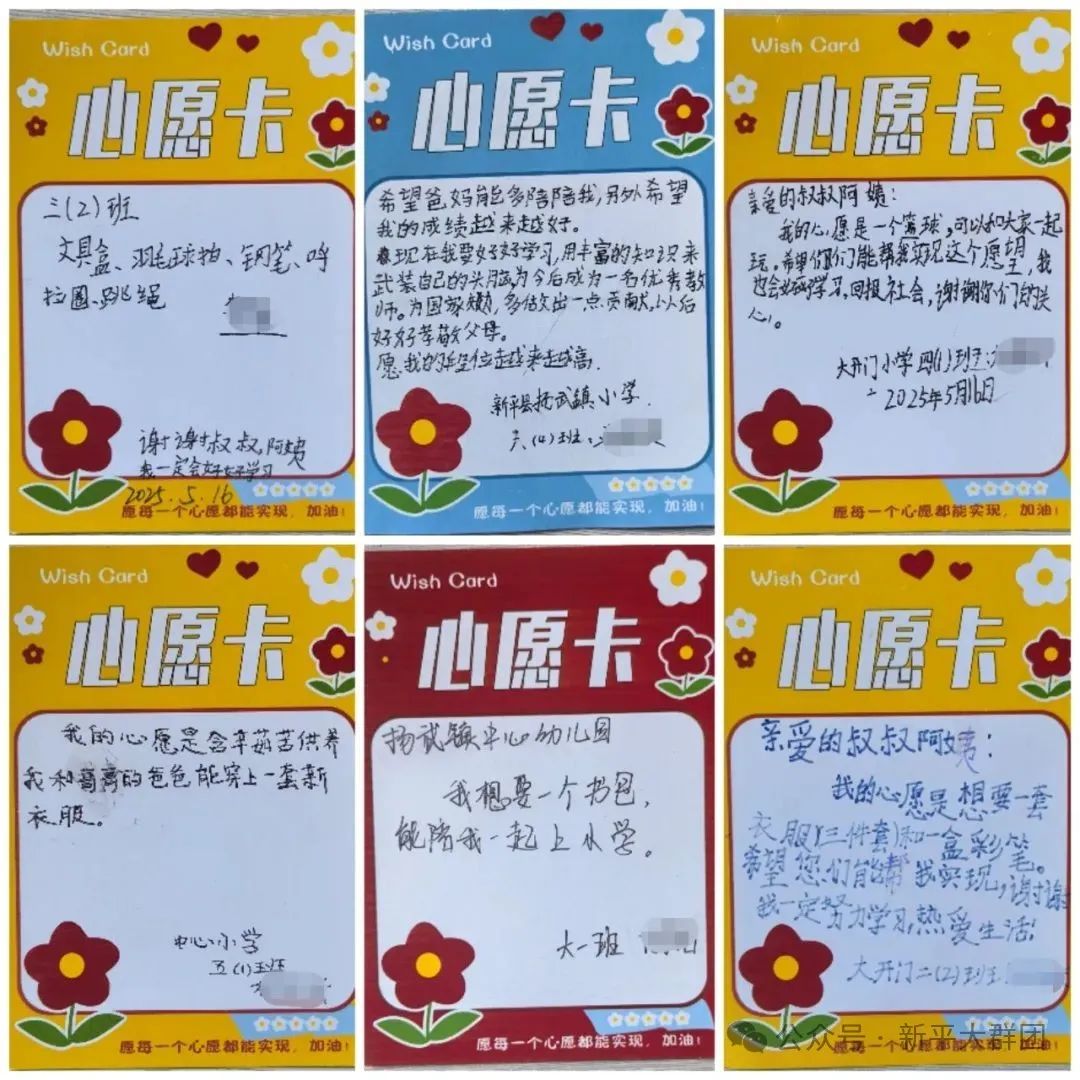 Wish Card
心愿卡
三(2)班
文具盒、羽毛球拍、钢笔、呼
拉圈、跳绳
谢谢叔叔,阿姨
我一定会好好学习
2025.5.16
愿每一个心愿都能实现，加油!
Wish Card
心愿卡
希望爸妈能多陪陪我,另外希望
我的成绩越来越好。
现在我要好好学习,用丰富的知识来
武装自己的头脑,为今后成为一名优秀教
师。为国家,多做出一点贡献,以后
好好孝敬父母。
愿我的座位越来越高.
新平县扬武镇小学.
六(4)班.
愿每一个心愿都能实现，加油!
Wish Card
心愿卡
亲爱的叔叔阿姨:
我的心愿是一个篮球,可以和大家一起
玩。希望你们能帮我实现这个愿望,我
也会好好学习,回报社会,谢谢你们的关
心。
大开门小学四(1)班
2025年5月16日
愿每一个心愿都能实现，加油!
Wish Card
心愿卡
我的心愿是含辛茹苦供养
我和哥哥的爸爸能穿上一套新
衣服。
中心小学
五(1)班
愿每一个心愿都能实现，加油!
Wish Card
心愿卡
扬武镇中心幼儿园
我想要一个书包,
能陪我一起上小学。
大一班
愿每一个心愿都能实现，加油!
Wish Card
心愿卡
亲爱的叔叔阿姨:
我的心愿是想要一套
衣服(三件套)和一盒彩笔。
希望您们能帮我实现,谢谢
我一定努力学习,热爱生活!
大开门二(2)班
愿每一个心愿都能实现，加油!
公众号·新平大群团